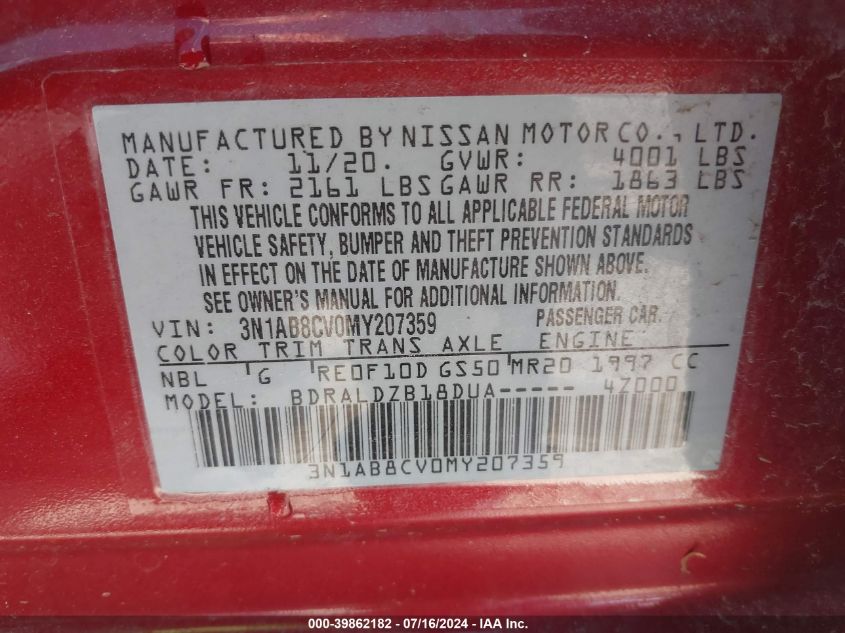 MANUFACTURED BY NISSAN MOTOR CO., LTD.
DATE: 11/20. GVWR: 4001 LBS
GAWR FR: 2161 LBS GAWR RR: 1863 LBS
THIS VEHICLE CONFORMS TO ALL APPLICABLE FEDERAL MOTOR
VEHICLE SAFETY, BUMPER AND THEFT PREVENTION STANDARDS
IN EFFECT ON THE DATE OF MANUFACTURE SHOWN ABOVE.
SEE OWNER'S MANUAL FOR ADDITIONAL INFORMATION.
VIN: 3N1AB8CV0MY207359 PASSENGER CAR.
COLOR TRIM TRANS AXLE ENGINE
NBL G RE0F10D GS50 MR20 1997 CC
MODEL: BDRALDZB18DUA----- 4Z000
3N1AB8CV0MY207359
000-39862182 - 07/16/2024 - IAA Inc.